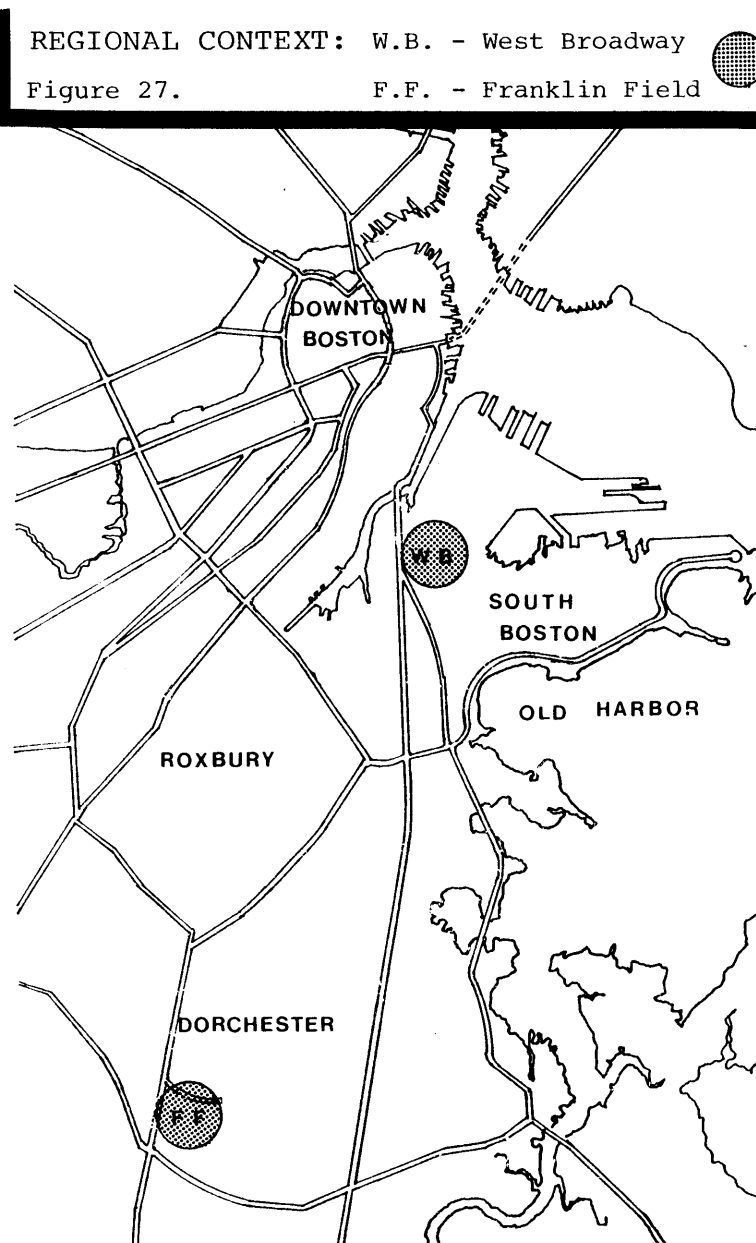 REGIONAL CONTEXT: W.B. - West Broadway
Figure 27. F.F. - Franklin Field
DOWNTOWN
BOSTON
W B
SOUTH
BOSTON
OLD HARBOR
ROXBURY
DORCHESTER
F F